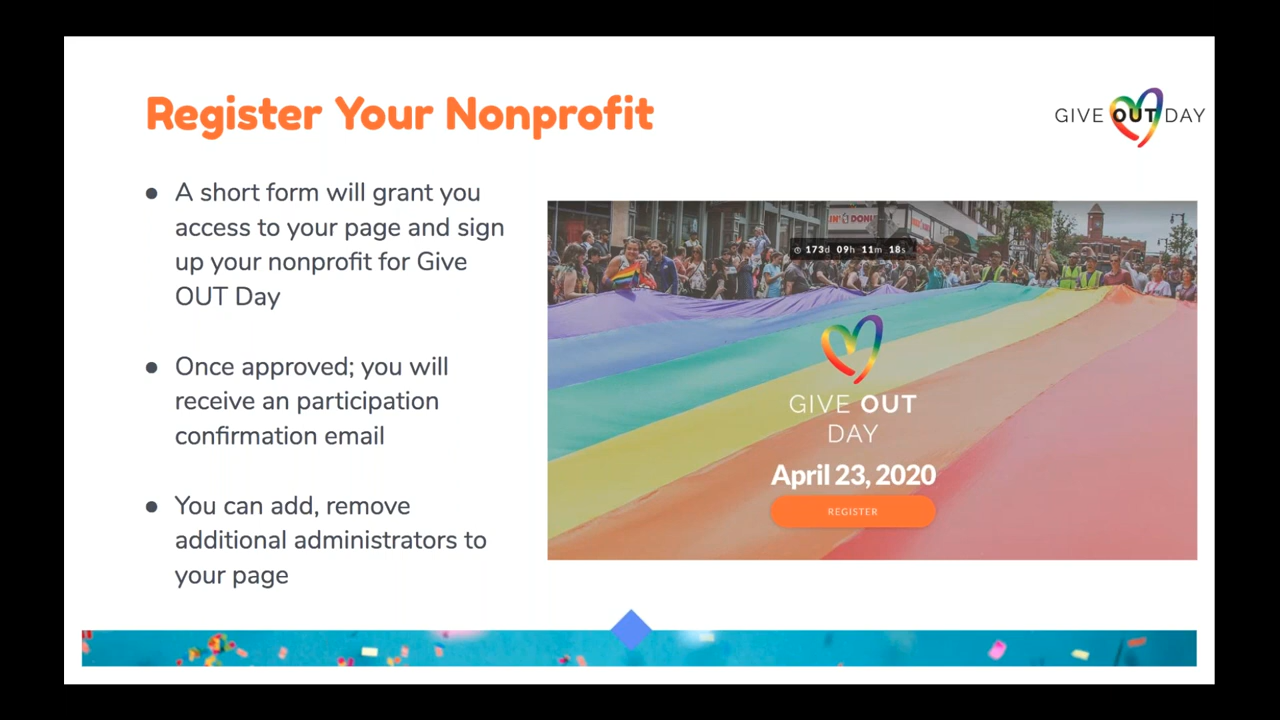 Register Your Nonprofit
GIVE OUT DAY
● A short form will grant you
access to your page and sign
up your nonprofit for Give
OUT Day
● Once approved; you will
receive an participation
confirmation email
● You can add, remove
additional administrators to
your page
173d 09h 11m 18s
GIVE OUT
DAY
April 23, 2020
REGISTER